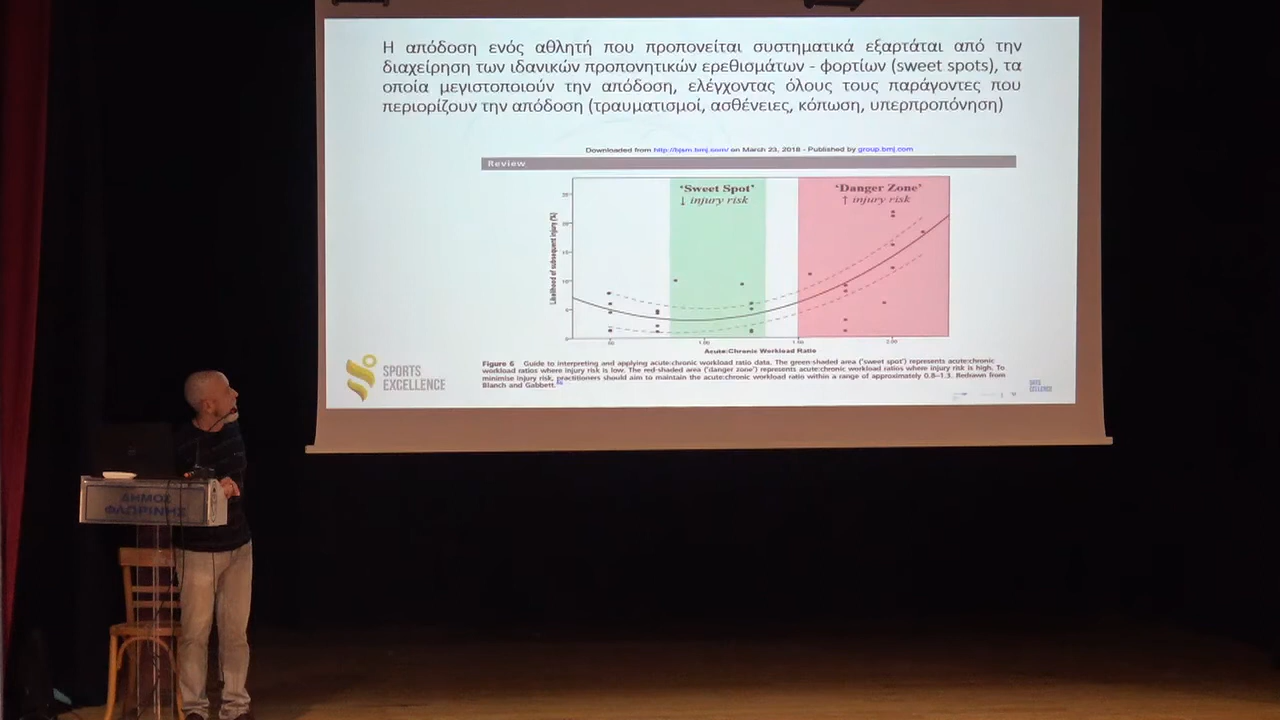 Η απόδοση ενός αθλητή που προπονείται συστηματικά εξαρτάται από την
διαχείρηση των ιδανικών προπονητικών ερεθισμάτων - φορτίων (sweet spots), τα
οποία μεγιστοποιούν την απόδοση, ελέγχοντας όλους τους παράγοντες που
περιορίζουν την απόδοση (τραυματισμοί, ασθένειες, κόπωση, υπερπροπόνηση)
Downloaded from http://bjsm.bmj.com/ on March 23, 2018 - Published by group.bmj.com
Review
'Sweet Spot'
↓ injury risk
'Danger Zone'
↑ injury risk
Likelihood of subsequent injury (%)
1.00
2.00
Acute:Chronic Workload Ratio
Figure 6 Guide to interpreting and applying acute:chronic workload ratio data. The green-shaded area ('sweet spot') represents acute:chronic
workload ratios where injury risk is low. The red-shaded area ('danger zone') represents acute:chronic workload ratios where injury risk is high. To
minimise injury risk, practitioners should aim to maintain the acute:chronic workload ratio within a range of approximately 0.8–1.3. Redrawn from
Blanch and Gabbett.
SPORTS
EXCELLENCE
ΔΗΜΟΣ
ΦΛΩΡΙΝΗΣ